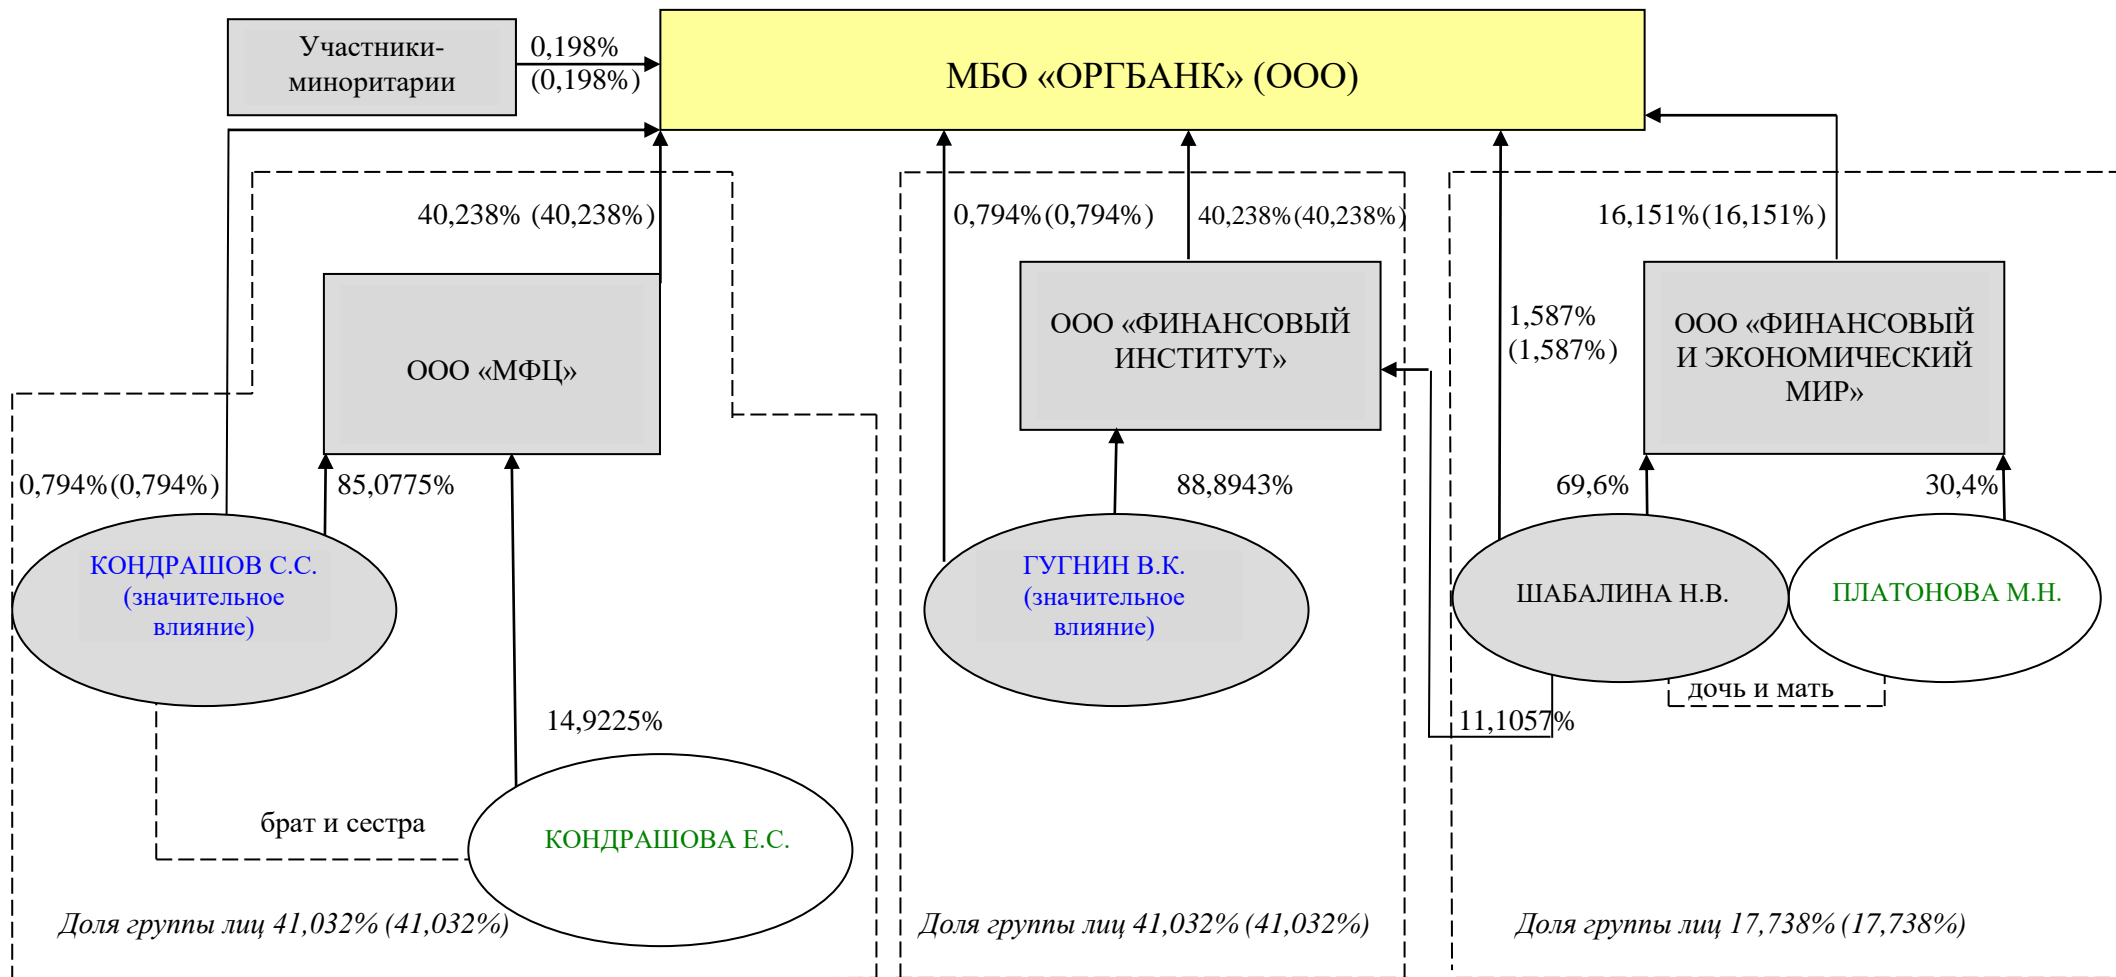 Участники-
миноритарии
0,198%
(0,198%)
МБО «ОРГБАНК» (ООО)
40,238% (40,238%)
0,794% (0,794%)
40,238% (40,238%)
16,151% (16,151%)
ООО «МФЦ»
ООО «ФИНАНСОВЫЙ
ИНСТИТУТ»
1,587%
(1,587%)
ООО «ФИНАНСОВЫЙ
И ЭКОНОМИЧЕСКИЙ
МИР»
0,794% (0,794%)
85,0775%
88,8943%
69,6%
30,4%
КОНДРАШОВ С.С.
(значительное
влияние)
ГУГНИН В.К.
(значительное
влияние)
ШАБАЛИНА Н.В.
ПЛАТОНОВА М.Н.
дочь и мать
14,9225%
11,1057%
брат и сестра
КОНДРАШОВА Е.С.
Доля группы лиц 41,032% (41,032%)
Доля группы лиц 41,032% (41,032%)
Доля группы лиц 17,738% (17,738%)